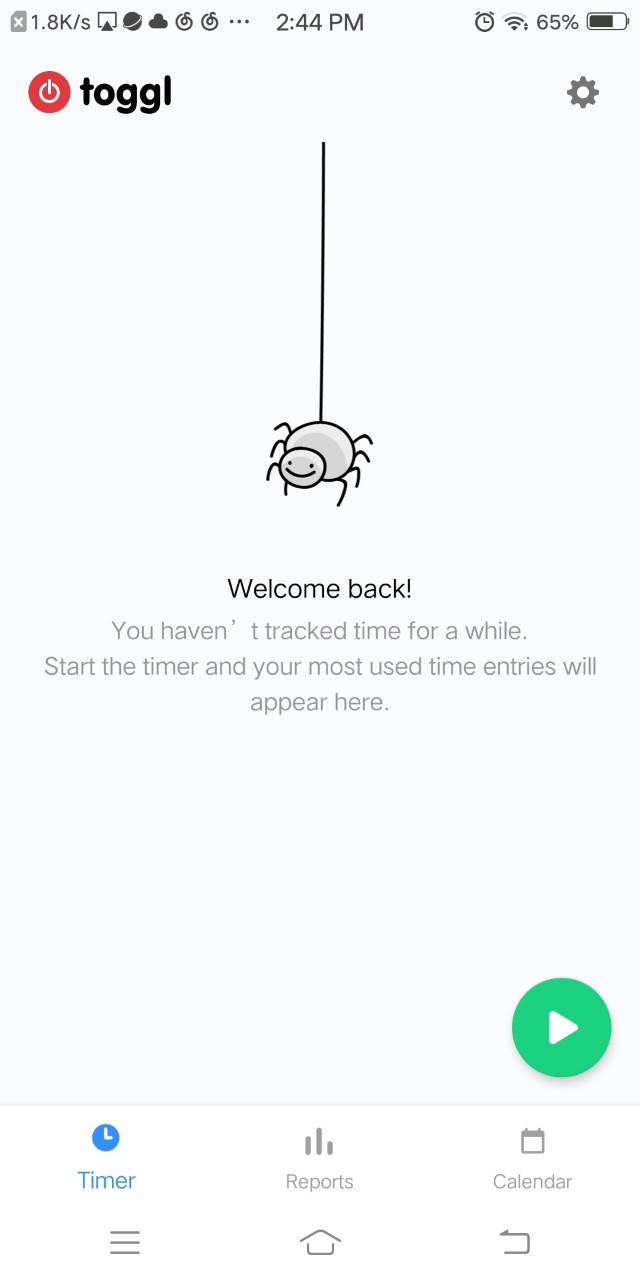 1.8K/s ... 2:44 PM 65%
toggl
Welcome back!
You haven’t tracked time for a while.
Start the timer and your most used time entries will
appear here.
Timer Reports Calendar